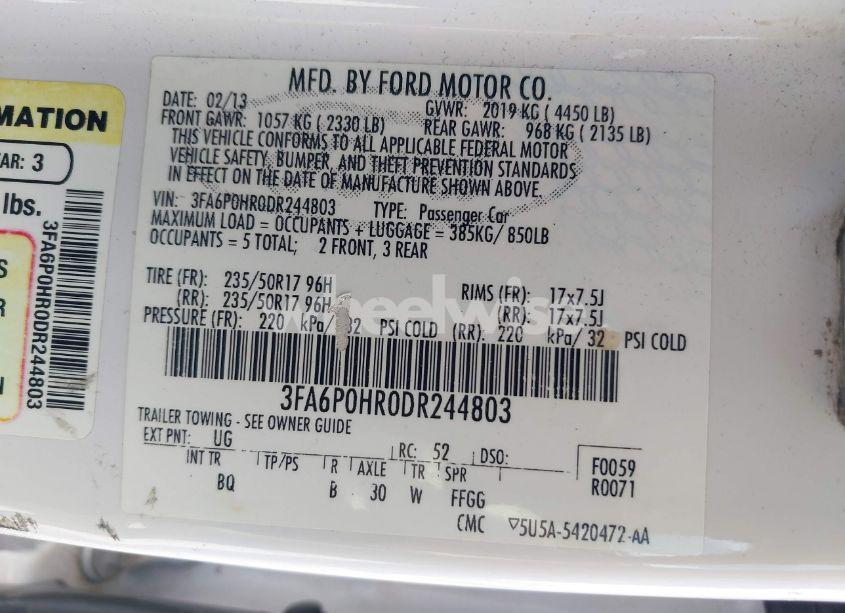 MATION
AR: 3
lbs.
S
R
N
3FA6P0HR0DR244803
MFD. BY FORD MOTOR CO.
DATE: 02/13 GVWR: 2019 KG ( 4450 LB)
FRONT GAWR: 1057 KG ( 2330 LB) REAR GAWR: 968 KG ( 2135 LB)
THIS VEHICLE CONFORMS TO ALL APPLICABLE FEDERAL MOTOR
VEHICLE SAFETY, BUMPER, AND THEFT PREVENTION STANDARDS
IN EFFECT ON THE DATE OF MANUFACTURE SHOWN ABOVE.
VIN: 3FA6P0HR0DR244803 TYPE: Passenger Car
MAXIMUM LOAD = OCCUPANTS + LUGGAGE = 385KG/ 850LB
OCCUPANTS = 5 TOTAL; 2 FRONT, 3 REAR
TIRE (FR): 235/50R17 96H RIMS (FR): 17x7.5J
(RR): 235/50R17 96H (RR): 17x7.5J
PRESSURE (FR): 220 kPa/ 32 PSI COLD (RR): 220 kPa/ 32 PSI COLD
wheelwise
3FA6P0HR0DR244803
TRAILER TOWING - SEE OWNER GUIDE
EXT PNT: UG RC: 52 DSO: F0059
INT TR TP/PS R AXLE TR SPR R0071
BQ B 30 W FFGG
CMC ▽5U5A-5420472-AA